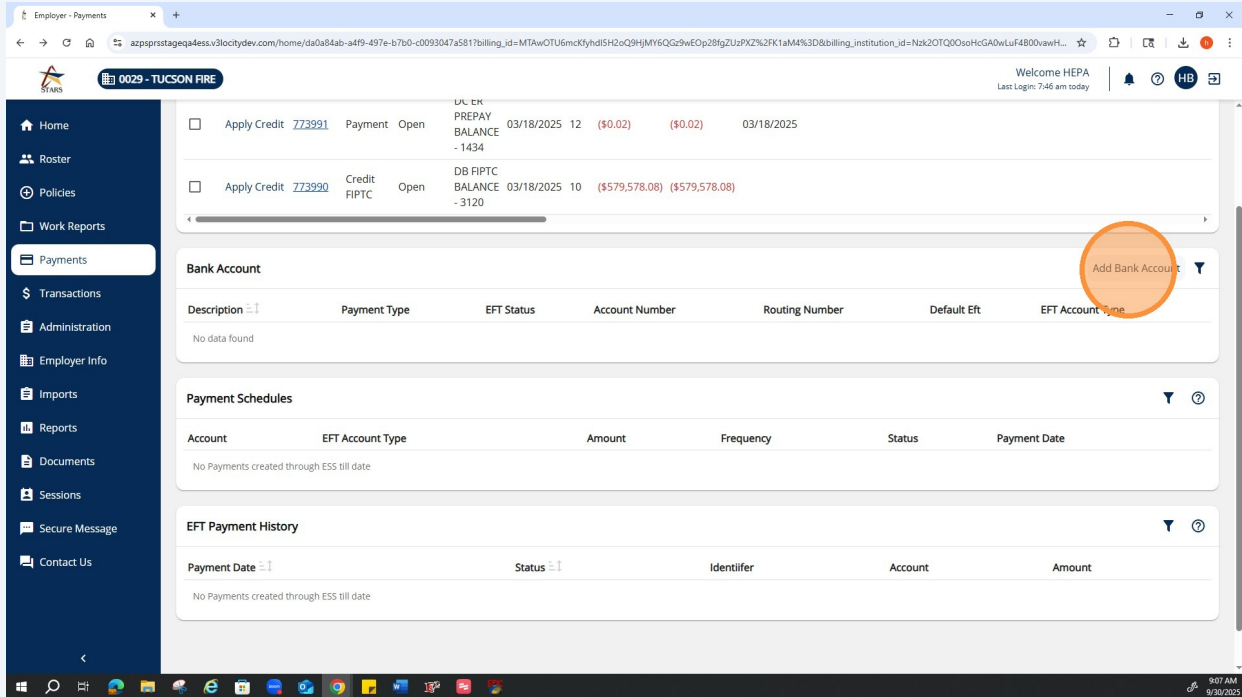 Employer - Payments
azpsprsstageqa4ess.v3locitydev.com/home/da0a84ab-a4f9-497e-b7b0-c0093047a581?billing_id=MTAwOTU6mcKfyhdI5H2oQ9HjMY6QGz9wEOp28fgZUzPXZ%2FK1aM4%3D&billing_institution_id=Nzk2OTQ0OsoHcGA0wLuF4B00vawH...
h
STARS
0029 - TUCSON FIRE
Welcome HEPA
Last Login: 7:46 am today
HB
Home
Roster
Policies
Work Reports
Payments
Transactions
Administration
Employer Info
Imports
Reports
Documents
Sessions
Secure Message
Contact Us
DC ER
PREPAY
BALANCE
- 1434
Apply Credit 773991 Payment Open 03/18/2025 12 ($0.02) ($0.02) 03/18/2025
DB FIPTC
BALANCE
- 3120
Apply Credit 773990 Credit FIPTC Open 03/18/2025 10 ($579,578.08) ($579,578.08)
Bank Account Add Bank Account
Description Payment Type EFT Status Account Number Routing Number Default Eft EFT Account Type
No data found
Payment Schedules
Account EFT Account Type Amount Frequency Status Payment Date
No Payments created through ESS till date
EFT Payment History
Payment Date Status Identiifer Account Amount
No Payments created through ESS till date
9:07 AM
9/30/2025